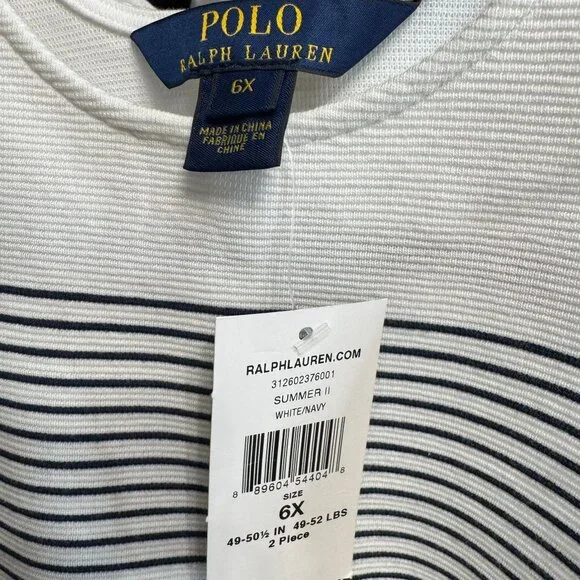 POLO
RALPH LAUREN
6X
MADE IN CHINA
FABRIQUE EN
CHINE
RALPHLAUREN.COM
312602376001
SUMMER II
WHITE/NAVY
8 89604 54404 8
SIZE
6X
49-50½ IN 49-52 LBS
2 Piece